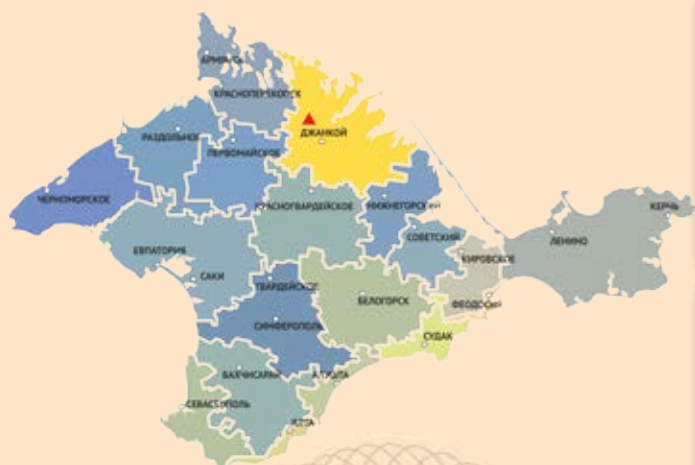 АРМЯНСК
КРАСНОПЕРЕКОПСК
ДЖАНКОЙ
РАЗДОЛЬНОЕ
ПЕРВОМАЙСКОЕ
ЧЕРНОМОРСКОЕ
КРАСНОГВАРДЕЙСКОЕ
НИЖНЕГОРСКИЙ
КЕРЧЬ
СОВЕТСКИЙ
ЛЕНИНО
ЕВПАТОРИЯ
КИРОВСКОЕ
САКИ
ГВАРДЕЙСКОЕ
БЕЛОГОРСК
ФЕОДОСИЯ
СИМФЕРОПОЛЬ
СУДАК
БАХЧИСАРАЙ
АЛУШТА
СЕВАСТОПОЛЬ
ЯЛТА